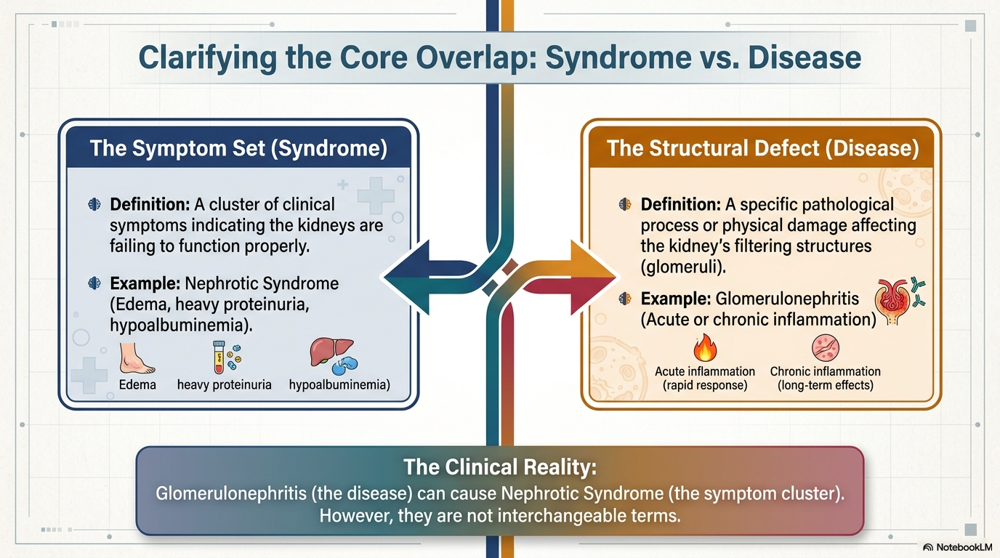 Clarifying the Core Overlap: Syndrome vs. Disease
The Symptom Set (Syndrome)
Definition: A cluster of clinical
symptoms indicating the kidneys are
failing to function properly.
Example: Nephrotic Syndrome
(Edema, heavy proteinuria,
hypoalbuminemia).
Edema
heavy proteinuria
hypoalbuminemia)
The Structural Defect (Disease)
Definition: A specific pathological
process or physical damage affecting
the kidney's filtering structures
(glomeruli).
Example: Glomerulonephritis
(Acute or chronic inflammation)
Acute inflammation
(rapid response)
Chronic inflammation
(long-term effects)
The Clinical Reality:
Glomerulonephritis (the disease) can cause Nephrotic Syndrome (the symptom cluster).
However, they are not interchangeable terms.
NotebookLM